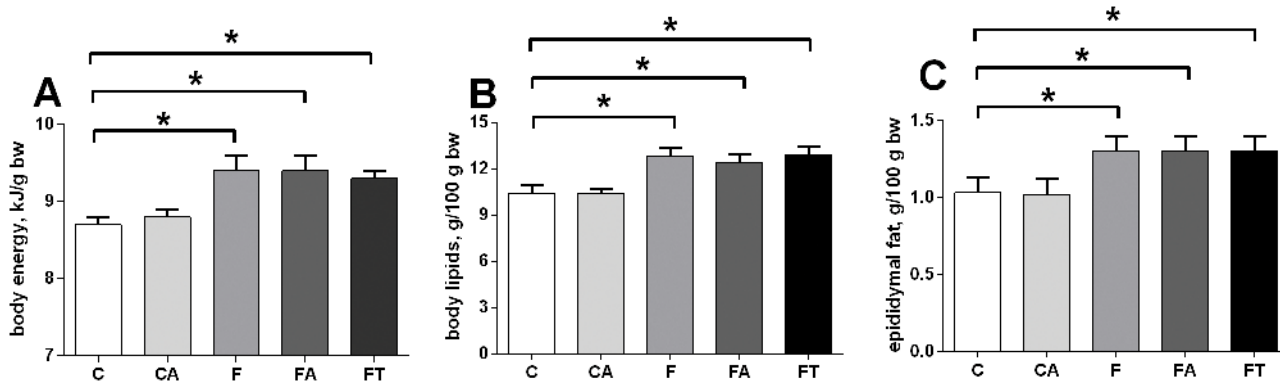 A
*
*
*
body energy, kJ/g bw
10
9
8
7
C CA F FA FT
B
*
*
*
body lipids, g/100 g bw
15
12
9
6
3
0
C CA F FA FT
C
*
*
*
epididymal fat, g/100 g bw
1.5
1.0
0.5
0.0
C CA F FA FT